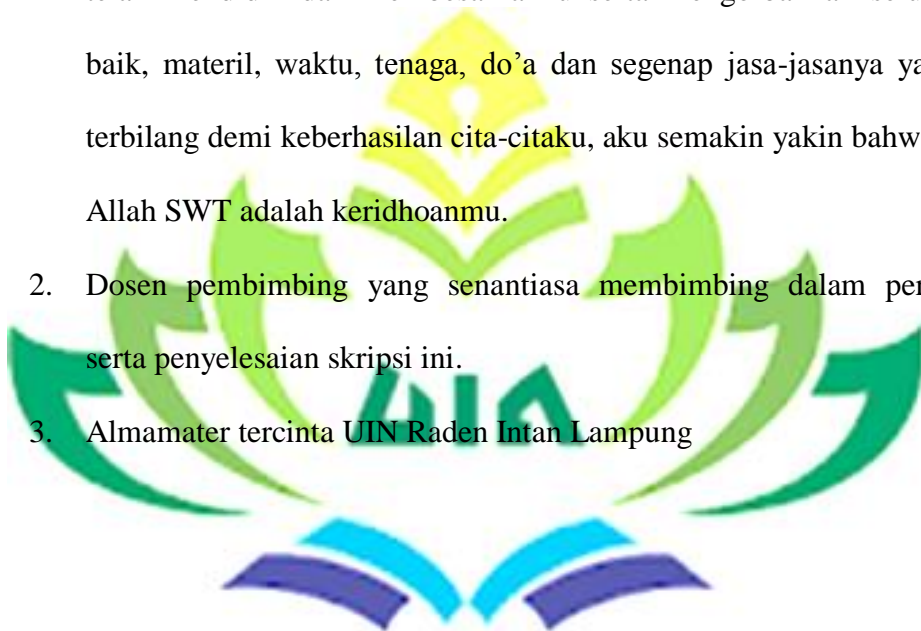 baik, materil, waktu, tenaga, do’a dan segenap jasa-jasanya
terbilang demi keberhasilan cita-citaku, aku semakin yakin
Allah SWT adalah keridhoanmu.
2. Dosen pembimbing yang senantiasa membimbing dalam
serta penyelesaian skripsi ini.
3. Almamater tercinta UIN Raden Intan Lampung
UIN